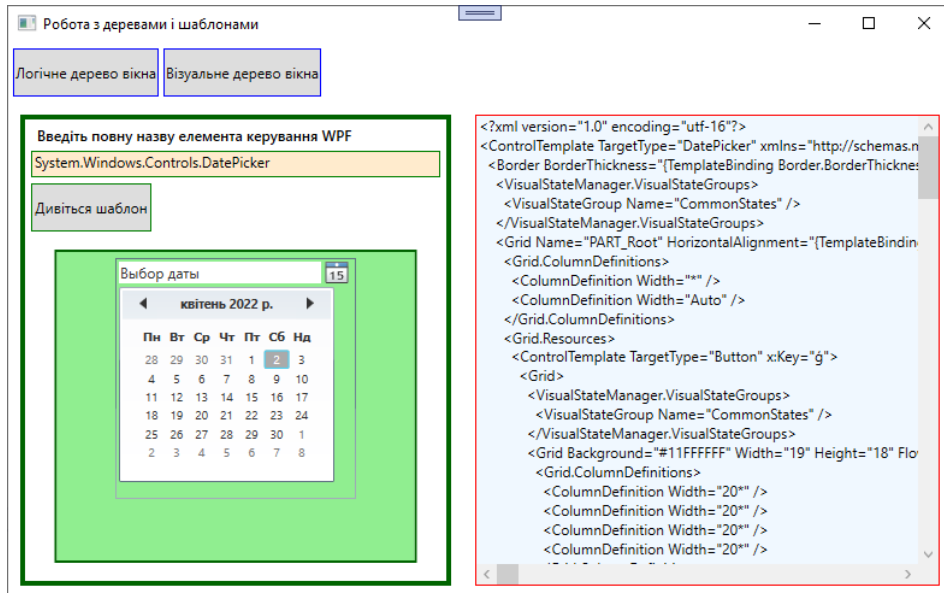 Робота з деревами і шаблонами
Логічне дерево вікна Візуальне дерево вікна
Введіть повну назву елемента керування WPF
System.Windows.Controls.DatePicker
Дивіться шаблон
Выбор даты 15
квітень 2022 р.
Пн Вт Ср Чт Пт Сб Нд
28 29 30 31 1 2 3
4 5 6 7 8 9 10
11 12 13 14 15 16 17
18 19 20 21 22 23 24
25 26 27 28 29 30 1
2 3 4 5 6 7 8
<?xml version="1.0" encoding="utf-16"?>
<ControlTemplate TargetType="DatePicker" xmlns="http://schemas.m
<Border BorderThickness="{TemplateBinding Border.BorderThicknes
<VisualStateManager.VisualStateGroups>
<VisualStateGroup Name="CommonStates" />
</VisualStateManager.VisualStateGroups>
<Grid Name="PART_Root" HorizontalAlignment="{TemplateBindin
<Grid.ColumnDefinitions>
<ColumnDefinition Width="*" />
<ColumnDefinition Width="Auto" />
</Grid.ColumnDefinitions>
<Grid.Resources>
<ControlTemplate TargetType="Button" x:Key="ǵ">
<Grid>
<VisualStateManager.VisualStateGroups>
<VisualStateGroup Name="CommonStates" />
</VisualStateManager.VisualStateGroups>
<Grid Background="#11FFFFFF" Width="19" Height="18" Flo
<Grid.ColumnDefinitions>
<ColumnDefinition Width="20*" />
<ColumnDefinition Width="20*" />
<ColumnDefinition Width="20*" />
<ColumnDefinition Width="20*" />